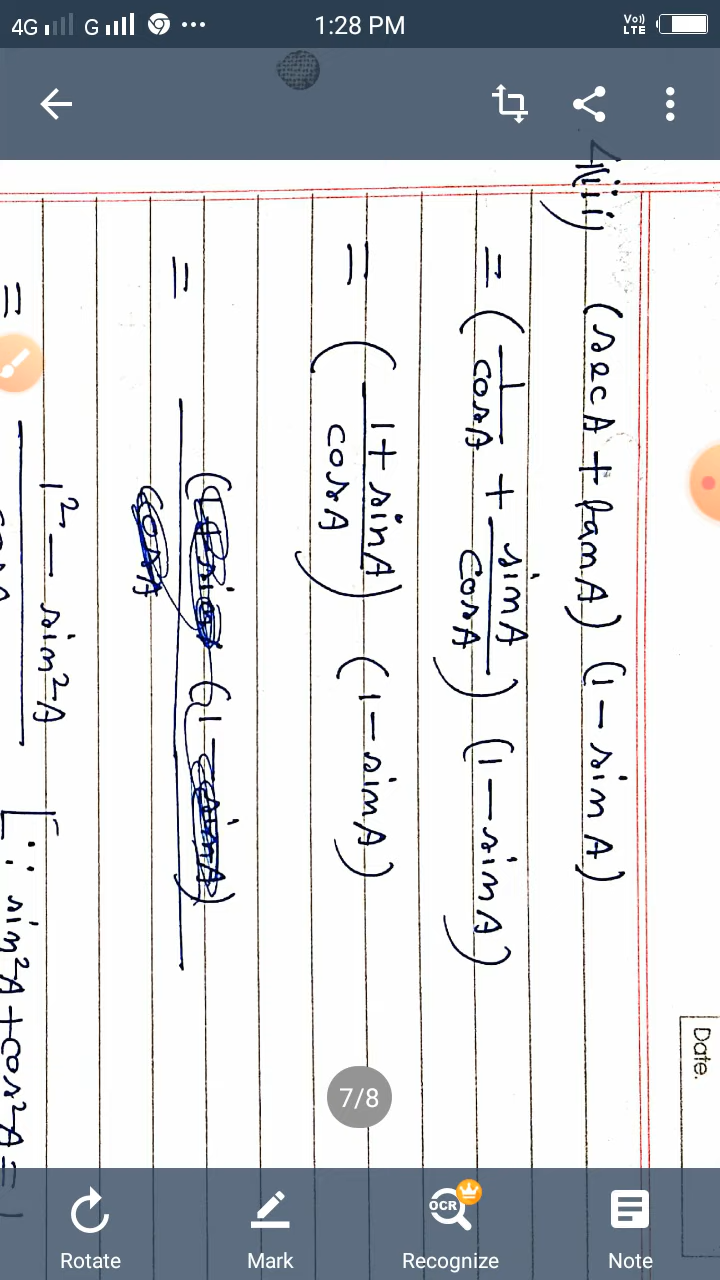 4G G ... 1:28 PM Vo)) LTE
Date.
4(iii) (secA + tanA) (1 - sinA)
= (1/cosA + sinA/cosA) (1 - sinA)
= (1 + sinA/cosA) (1 - sinA)
=
= 1² - sin²A/cosA [∵ sin²A + cos²A = 1
7/8
OCR
Rotate Mark Recognize Note